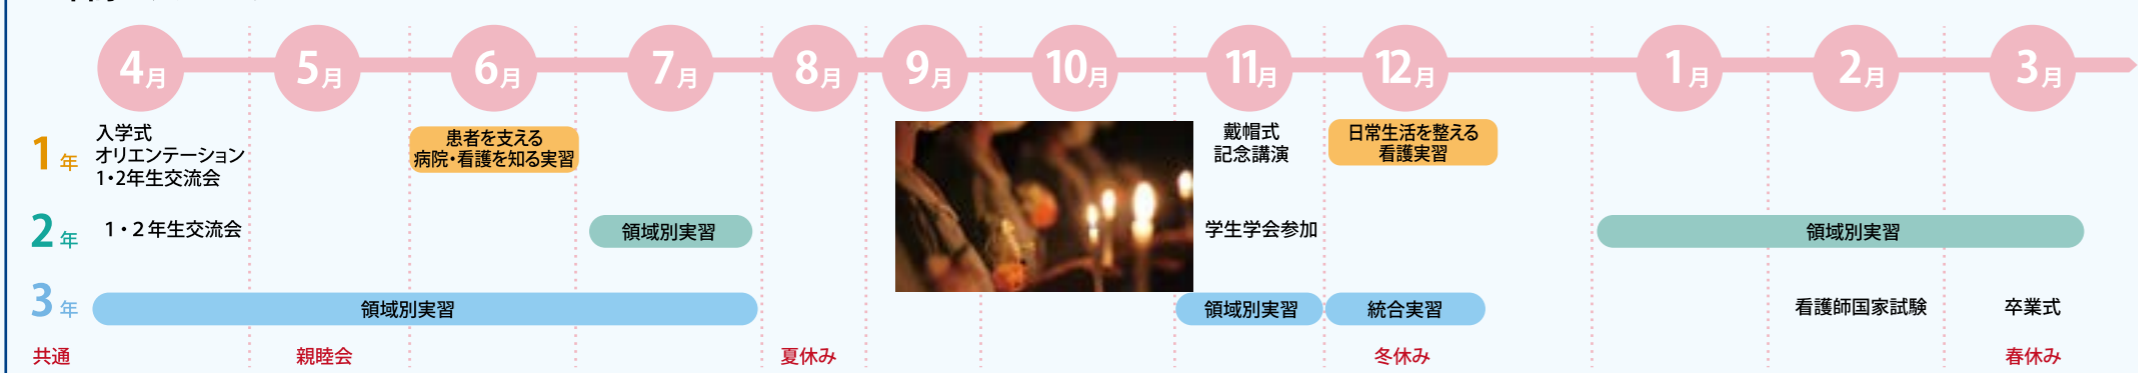 4月 5月 6月 7月 8月 9月 10月 11月 12月 1月 2月 3月
1年
入学式
オリエンテーション
1・2年生交流会
患者を支える
病院・看護を知る実習
戴帽式
記念講演
日常生活を整える
看護実習
2年
1・2年生交流会
領域別実習
学生学会参加
領域別実習
3年
領域別実習
領域別実習
統合実習
看護師国家試験
卒業式
共通
親睦会
夏休み
冬休み
春休み